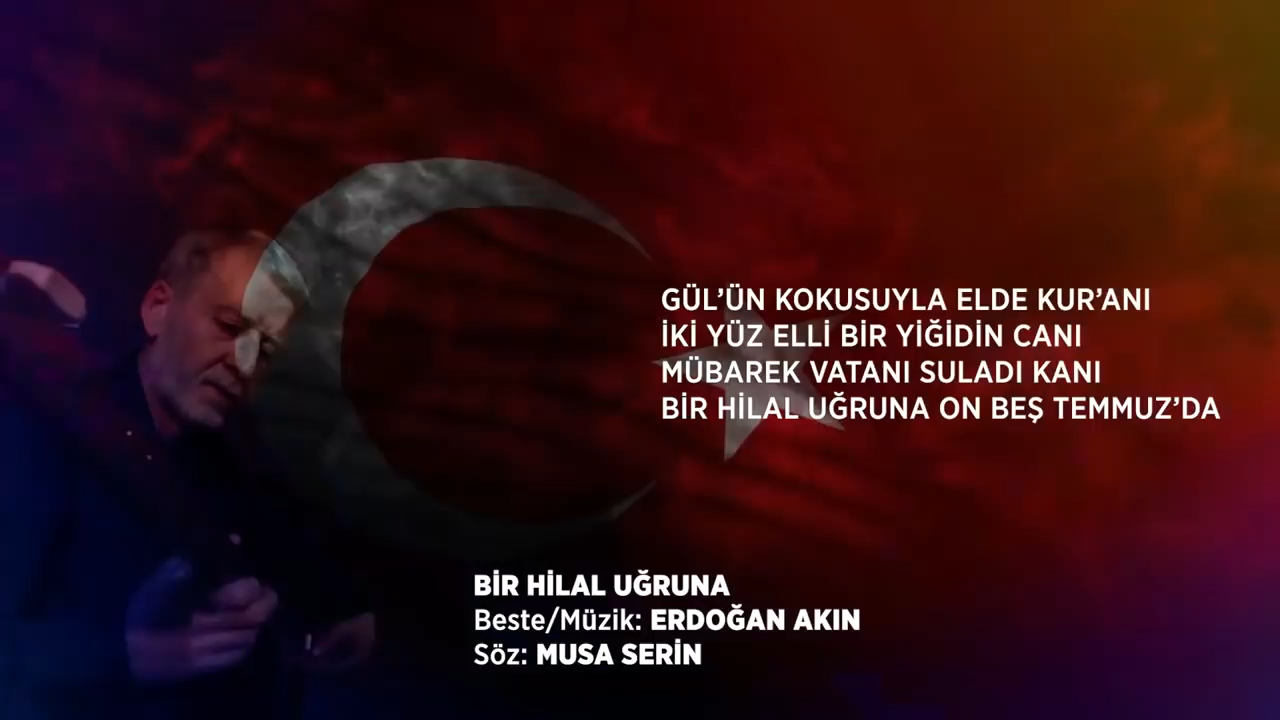 GÜL’ÜN KOKUSUYLA ELDE KUR’ANI
İKİ YÜZ ELLİ BİR YİĞİDİN CANI
MÜBAREK VATANI SULADI KANI
BİR HİLAL UĞRUNA ON BEŞ TEMMUZ’DA
BİR HİLAL UĞRUNA
Beste/Müzik: ERDOĞAN AKIN
Söz: MUSA SERİN